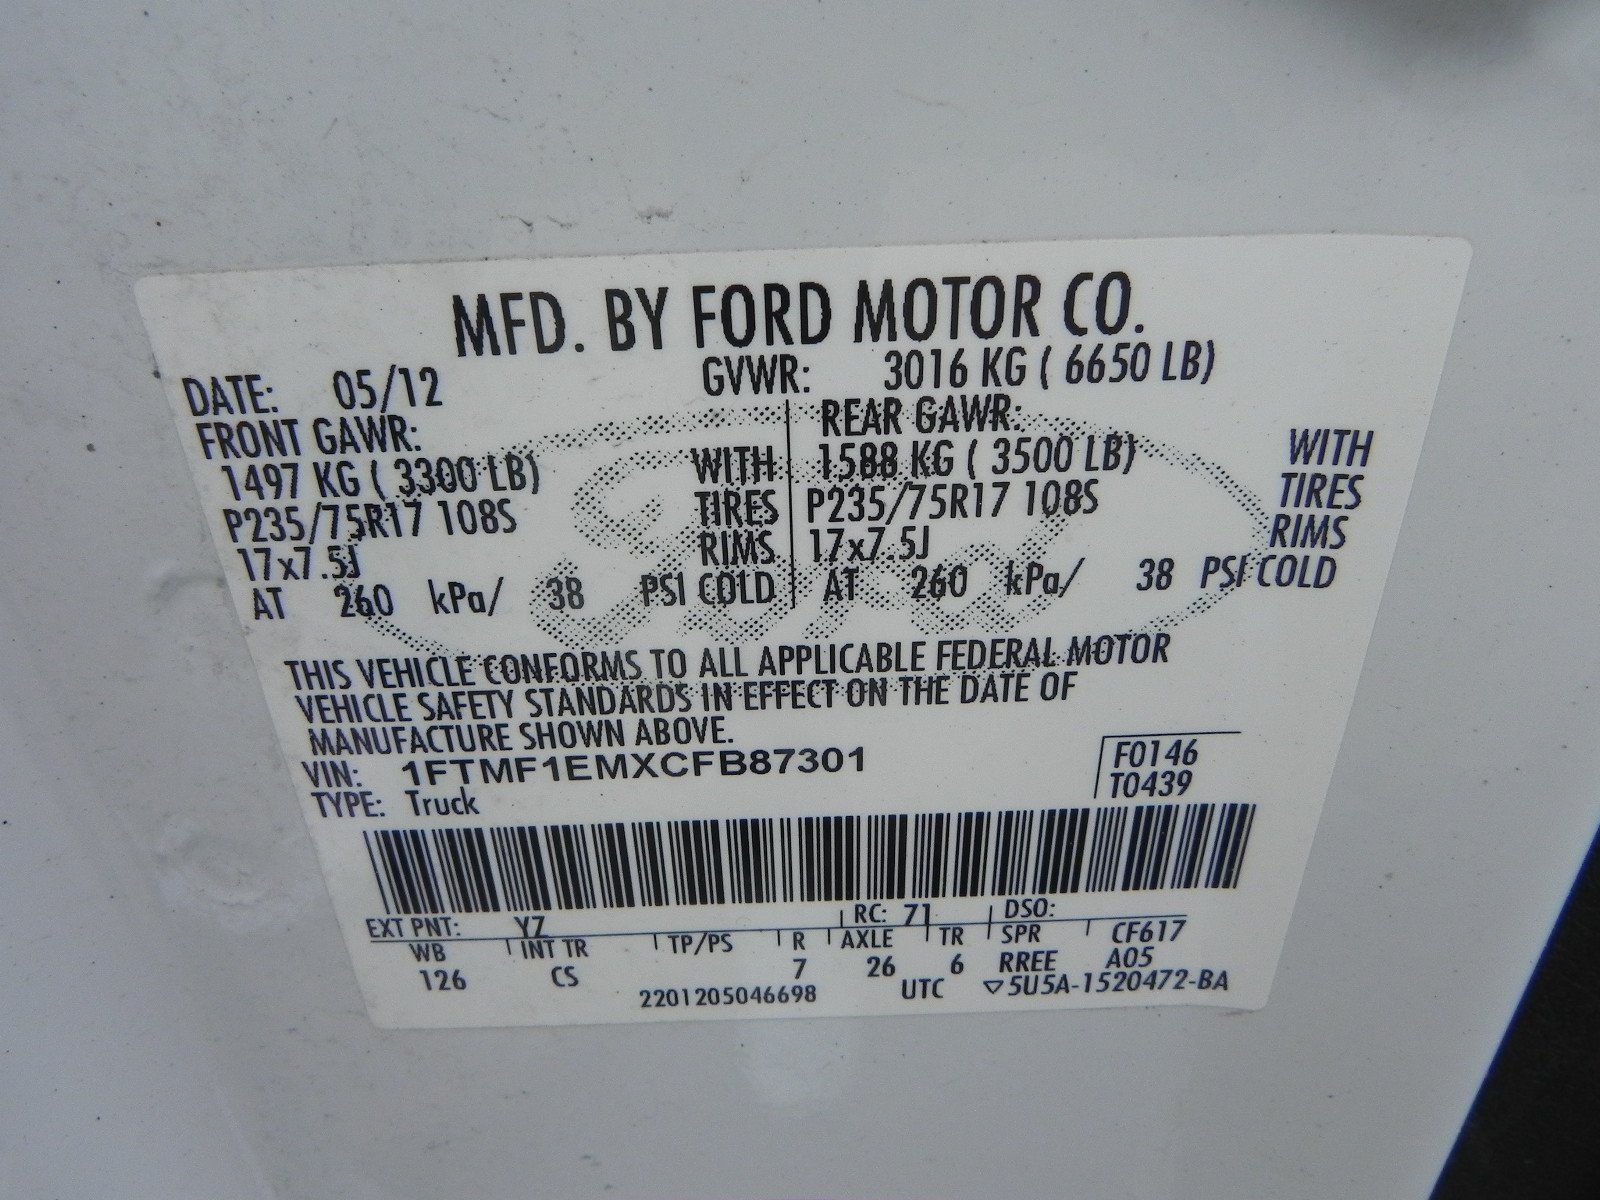 MFD. BY FORD MOTOR CO.
DATE: 05/12 GVWR: 3016 KG ( 6650 LB)
FRONT GAWR: REAR GAWR:
1497 KG ( 3300 LB) WITH 1588 KG ( 3500 LB) WITH
P235/75R17 108S TIRES P235/75R17 108S TIRES
17x7.5J RIMS 17x7.5J RIMS
AT 260 kPa/ 38 PSI COLD AT 260 kPa/ 38 PSI COLD
Ford
THIS VEHICLE CONFORMS TO ALL APPLICABLE FEDERAL MOTOR
VEHICLE SAFETY STANDARDS IN EFFECT ON THE DATE OF
MANUFACTURE SHOWN ABOVE.
VIN: 1FTMF1EMXCFB87301 F0146
TYPE: Truck T0439
EXT PNT: YZ RC: 71 DSO:
WB INT TR TP/PS R AXLE TR SPR CF617
126 CS 7 26 6 RREE A05
2201205046698 UTC ▽5U5A-1520472-BA